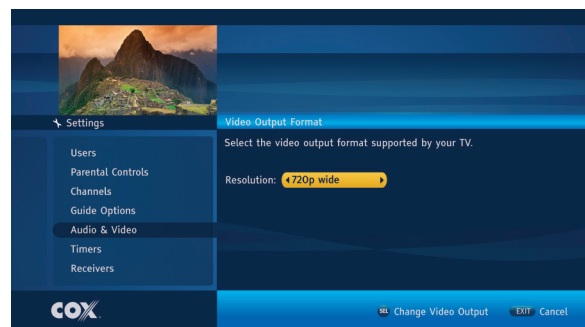 Settings
Video Output Format
Select the video output format supported by your TV.
Resolution: 720p wide
Users
Parental Controls
Channels
Guide Options
Audio & Video
Timers
Receivers
COX
SEL Change Video Output EXIT Cancel